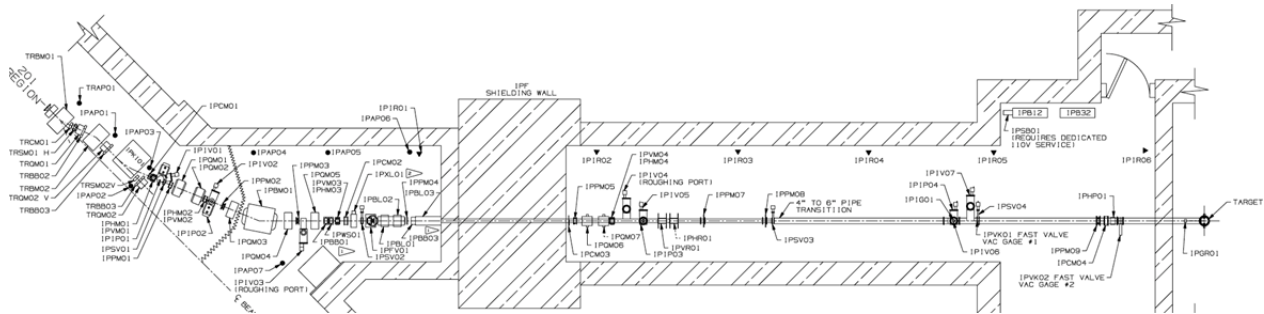 TRBM01
201
REGION
TRAP01
IPAP01
IPAP03
IPCM01
IPIV01
IPQM01
IPQM02
IPIV02
IPPM02
IPBM01
TRCM01
TRSM01 H
TRQM01
TRBB02
TRBM02
TRQM02 V
TRBB03
TRSM02V
IPAP02
TRBB03
TRQM02
IPHM01
IPVM01
IPIP01
IPSV01
IPPM01
IPHM02
IPVM02
IPIP02
IPQM03
IPQM04
IPAP07
IPIV03
(ROUGHING PORT)
IPAP04
IPAP05
IPPM03
IPQM05
IPVM03
IPHM03
IPAP06
IPIR01
IPCM02
IPXL01
IPBL02
IPPM04
IPBL03
IPWS01
IPBB01
IPBL01
IPFV01
IPBB03
IPSV02
IPF
SHIELDING WALL
IPIR02
IPIR03
IPIR04
IPIR05
IPIR06
IPVM04
IPHM04
IPIV04
(ROUGHING PORT)
IPPM05
IPIV05
IPPM07
IPPM08
4" TO 6" PIPE
TRANSITIION
IPCM03
IPQM06
IPQM07
IPIP03
IPVR01
IPHR01
IPSV03
IPB12
IPB32
IPSB01
(REQUIRES DEDICATED
110V SERVICE)
IPIV07
IPIP04
IPIG01
IPSV04
IPVK01 FAST VALVE
VAC GAGE #1
IPIV06
IPHP01
IPPM09
IPCM04
IPVK02 FAST VALVE
VAC GAGE #2
TARGET
IPGR01